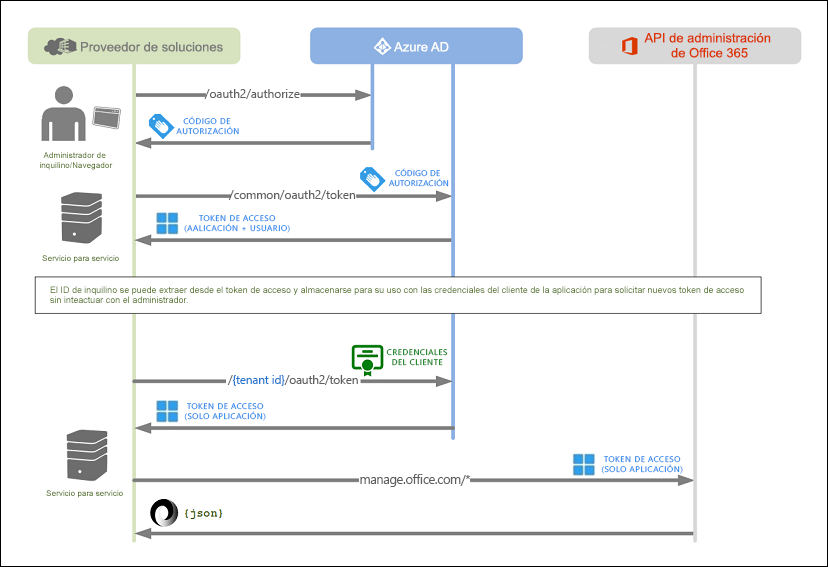 Proveedor de soluciones
Azure AD
API de administración
de Office 365
/oauth2/authorize
CÓDIGO DE
AUTORIZACIÓN
Administrador de
inquilino/Navegador
CÓDIGO DE
AUTORIZACIÓN
/common/oauth2/token
TOKEN DE ACCESO
(AALICACIÓN + USUARIO)
Servicio para servicio
El ID de inquilino se puede extraer desde el token de acceso y almacenarse para su uso con las credenciales del cliente de la aplicación para solicitar nuevos token de acceso
sin inteactuar con el administrador.
CREDENCIALES
DEL CLIENTE
/{tenant id}/oauth2/token
TOKEN DE ACCESO
(SOLO APLICACIÓN)
TOKEN DE ACCESO
(SOLO APLICACIÓN)
manage.office.com/*
Servicio para servicio
{json}